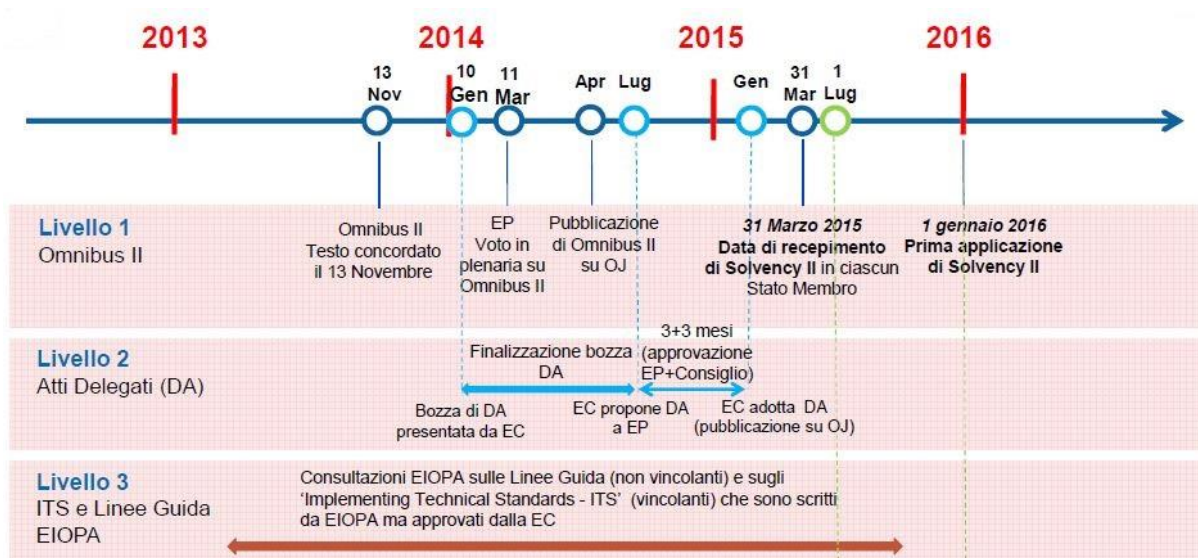 2013
2014
2015
2016
13
Nov
10
Gen
11
Mar
Apr
Lug
Gen
31
Mar
1
Lug
Livello 1
Omnibus II
Omnibus II
Testo concordato
il 13 Novembre
EP
Voto in
plenaria su
Omnibus II
Pubblicazione
di Omnibus II
su OJ
31 Marzo 2015
Data di recepimento
di Solvency II in ciascun
Stato Membro
1 gennaio 2016
Prima applicazione
di Solvency II
Livello 2
Atti Delegati (DA)
Finalizzazione bozza
DA
3+3 mesi
(approvazione
EP+Consiglio)
Bozza di DA
presentata da EC
EC propone DA
a EP
EC adotta DA
(pubblicazione su OJ)
Livello 3
ITS e Linee Guida
EIOPA
Consultazioni EIOPA sulle Linee Guida (non vincolanti) e sugli
‘Implementing Technical Standards - ITS’ (vincolanti) che sono scritti
da EIOPA ma approvati dalla EC